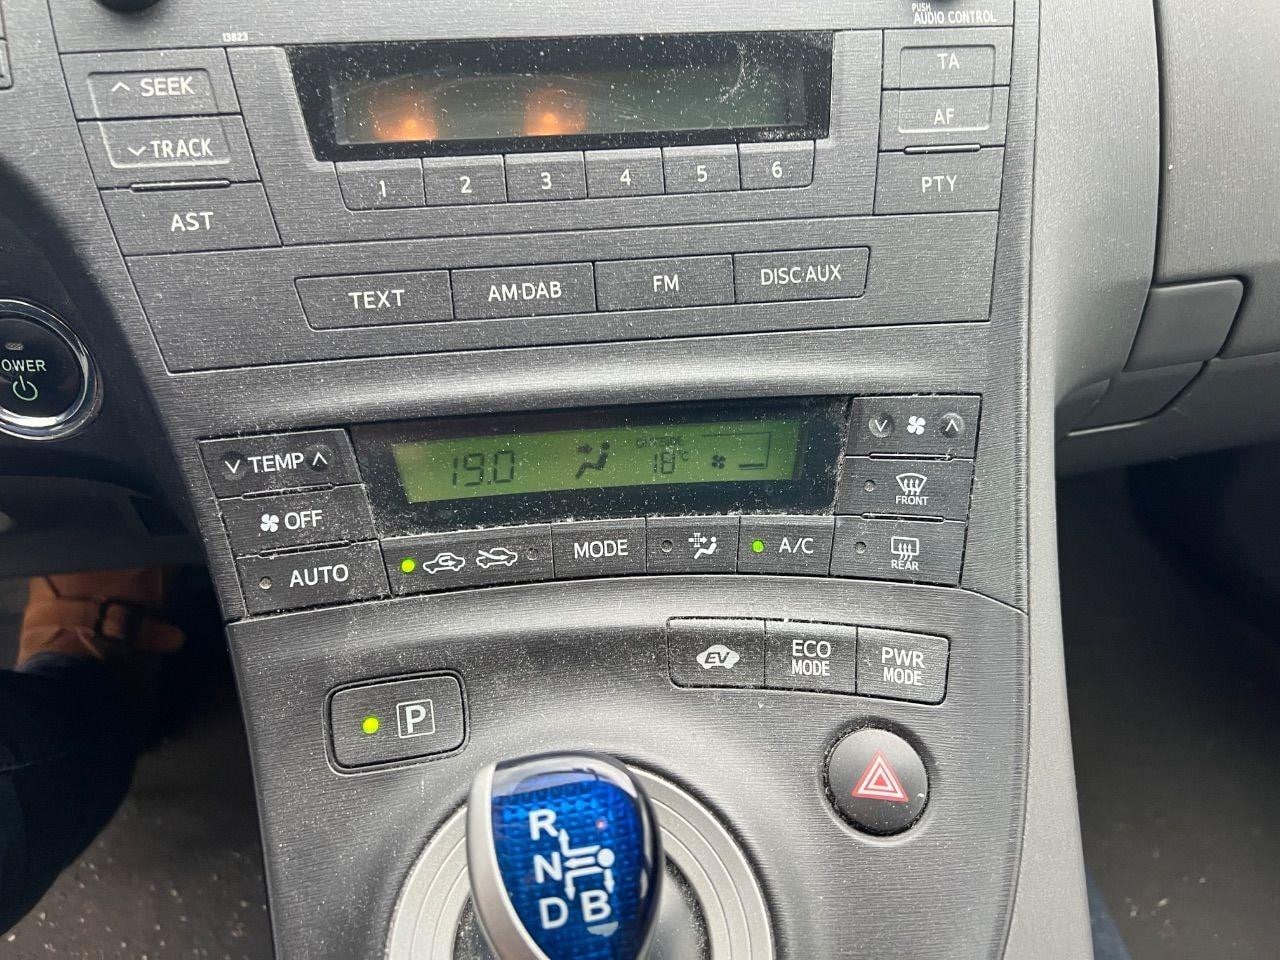 PUSH
AUDIO CONTROL
13823
SEEK
TRACK
AST
TA
AF
PTY
1 2 3 4 5 6
TEXT
AM·DAB
FM
DISC·AUX
OWER
TEMP
OFF
AUTO
19.0
OUTSIDE
18°C
MODE
A/C
FRONT
REAR
EV
ECO
MODE
PWR
MODE
P
R
N
D B